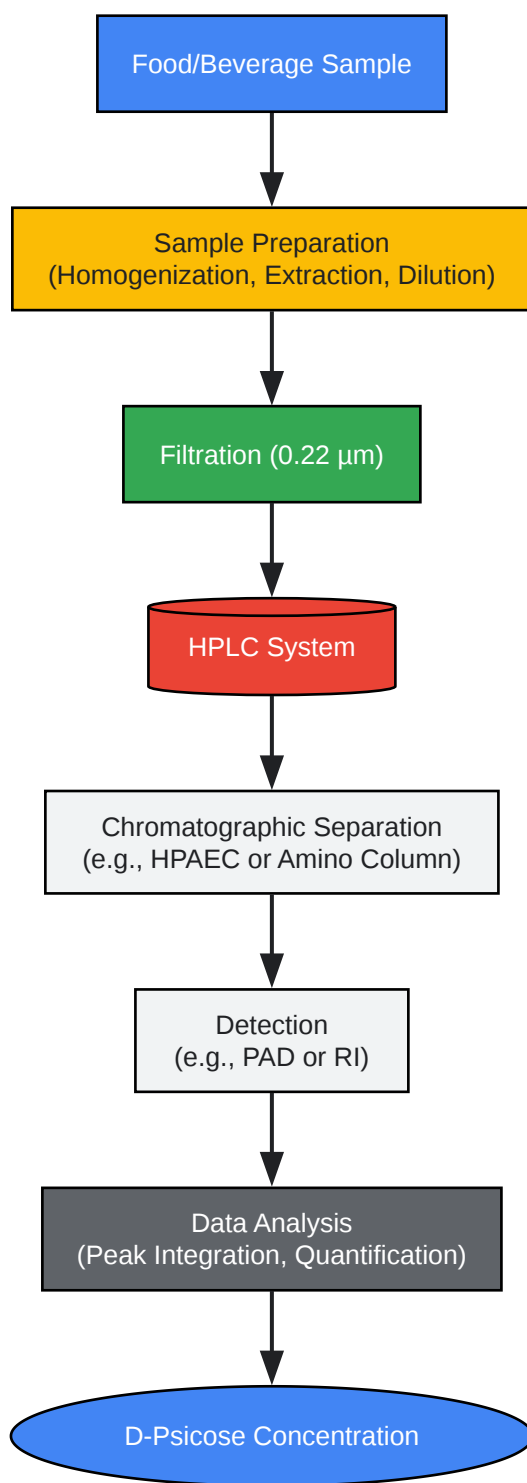 Food/Beverage Sample
Sample Preparation
(Homogenization, Extraction, Dilution)
Filtration (0.22 µm)
HPLC System
Chromatographic Separation
(e.g., HPAEC or Amino Column)
Detection
(e.g., PAD or RI)
Data Analysis
(Peak Integration, Quantification)
D-Psicose Concentration